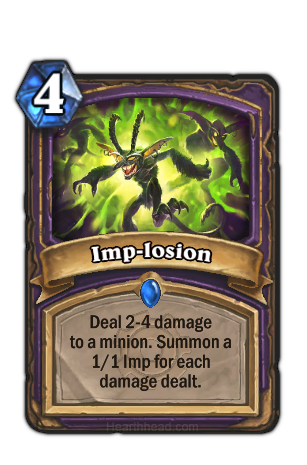 4
Imp-losion
Deal 2-4 damage
to a minion. Summon a
1/1 Imp for each
damage dealt.
Hearthhead.com